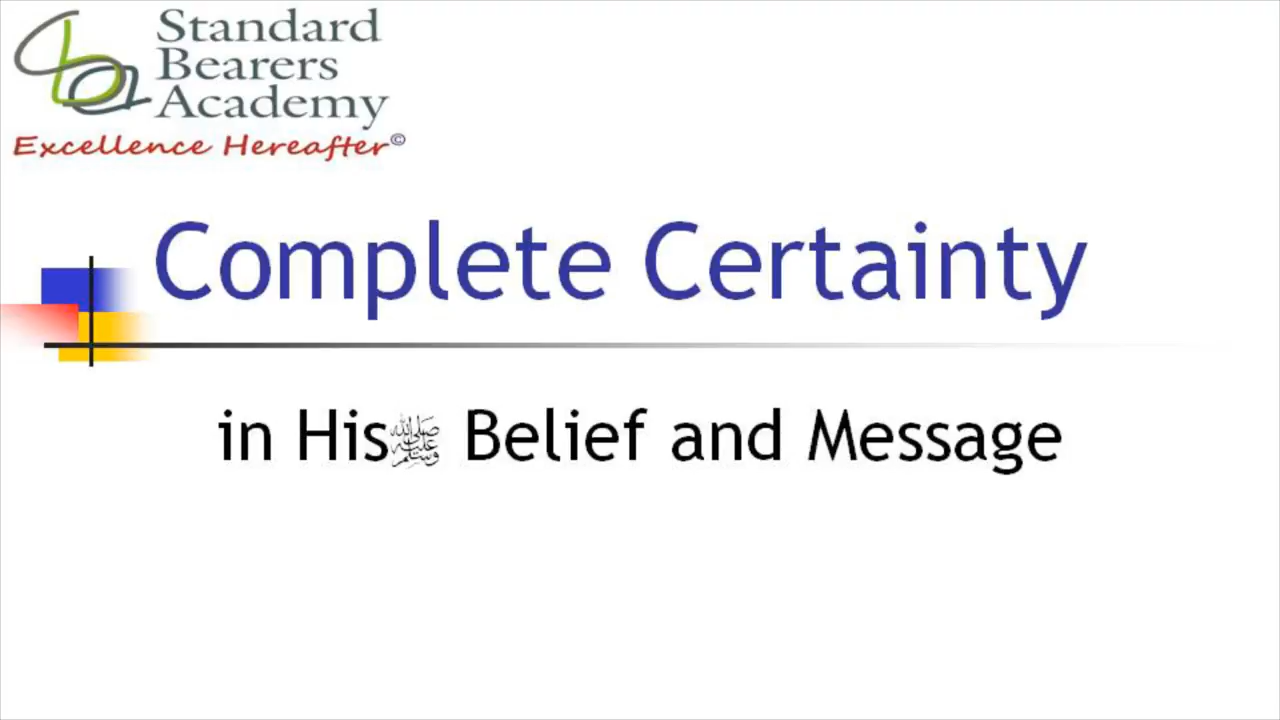 Standard
Bearers
Academy
Excellence Hereafter©
Complete Certainty
in Hisﷺ Belief and Message